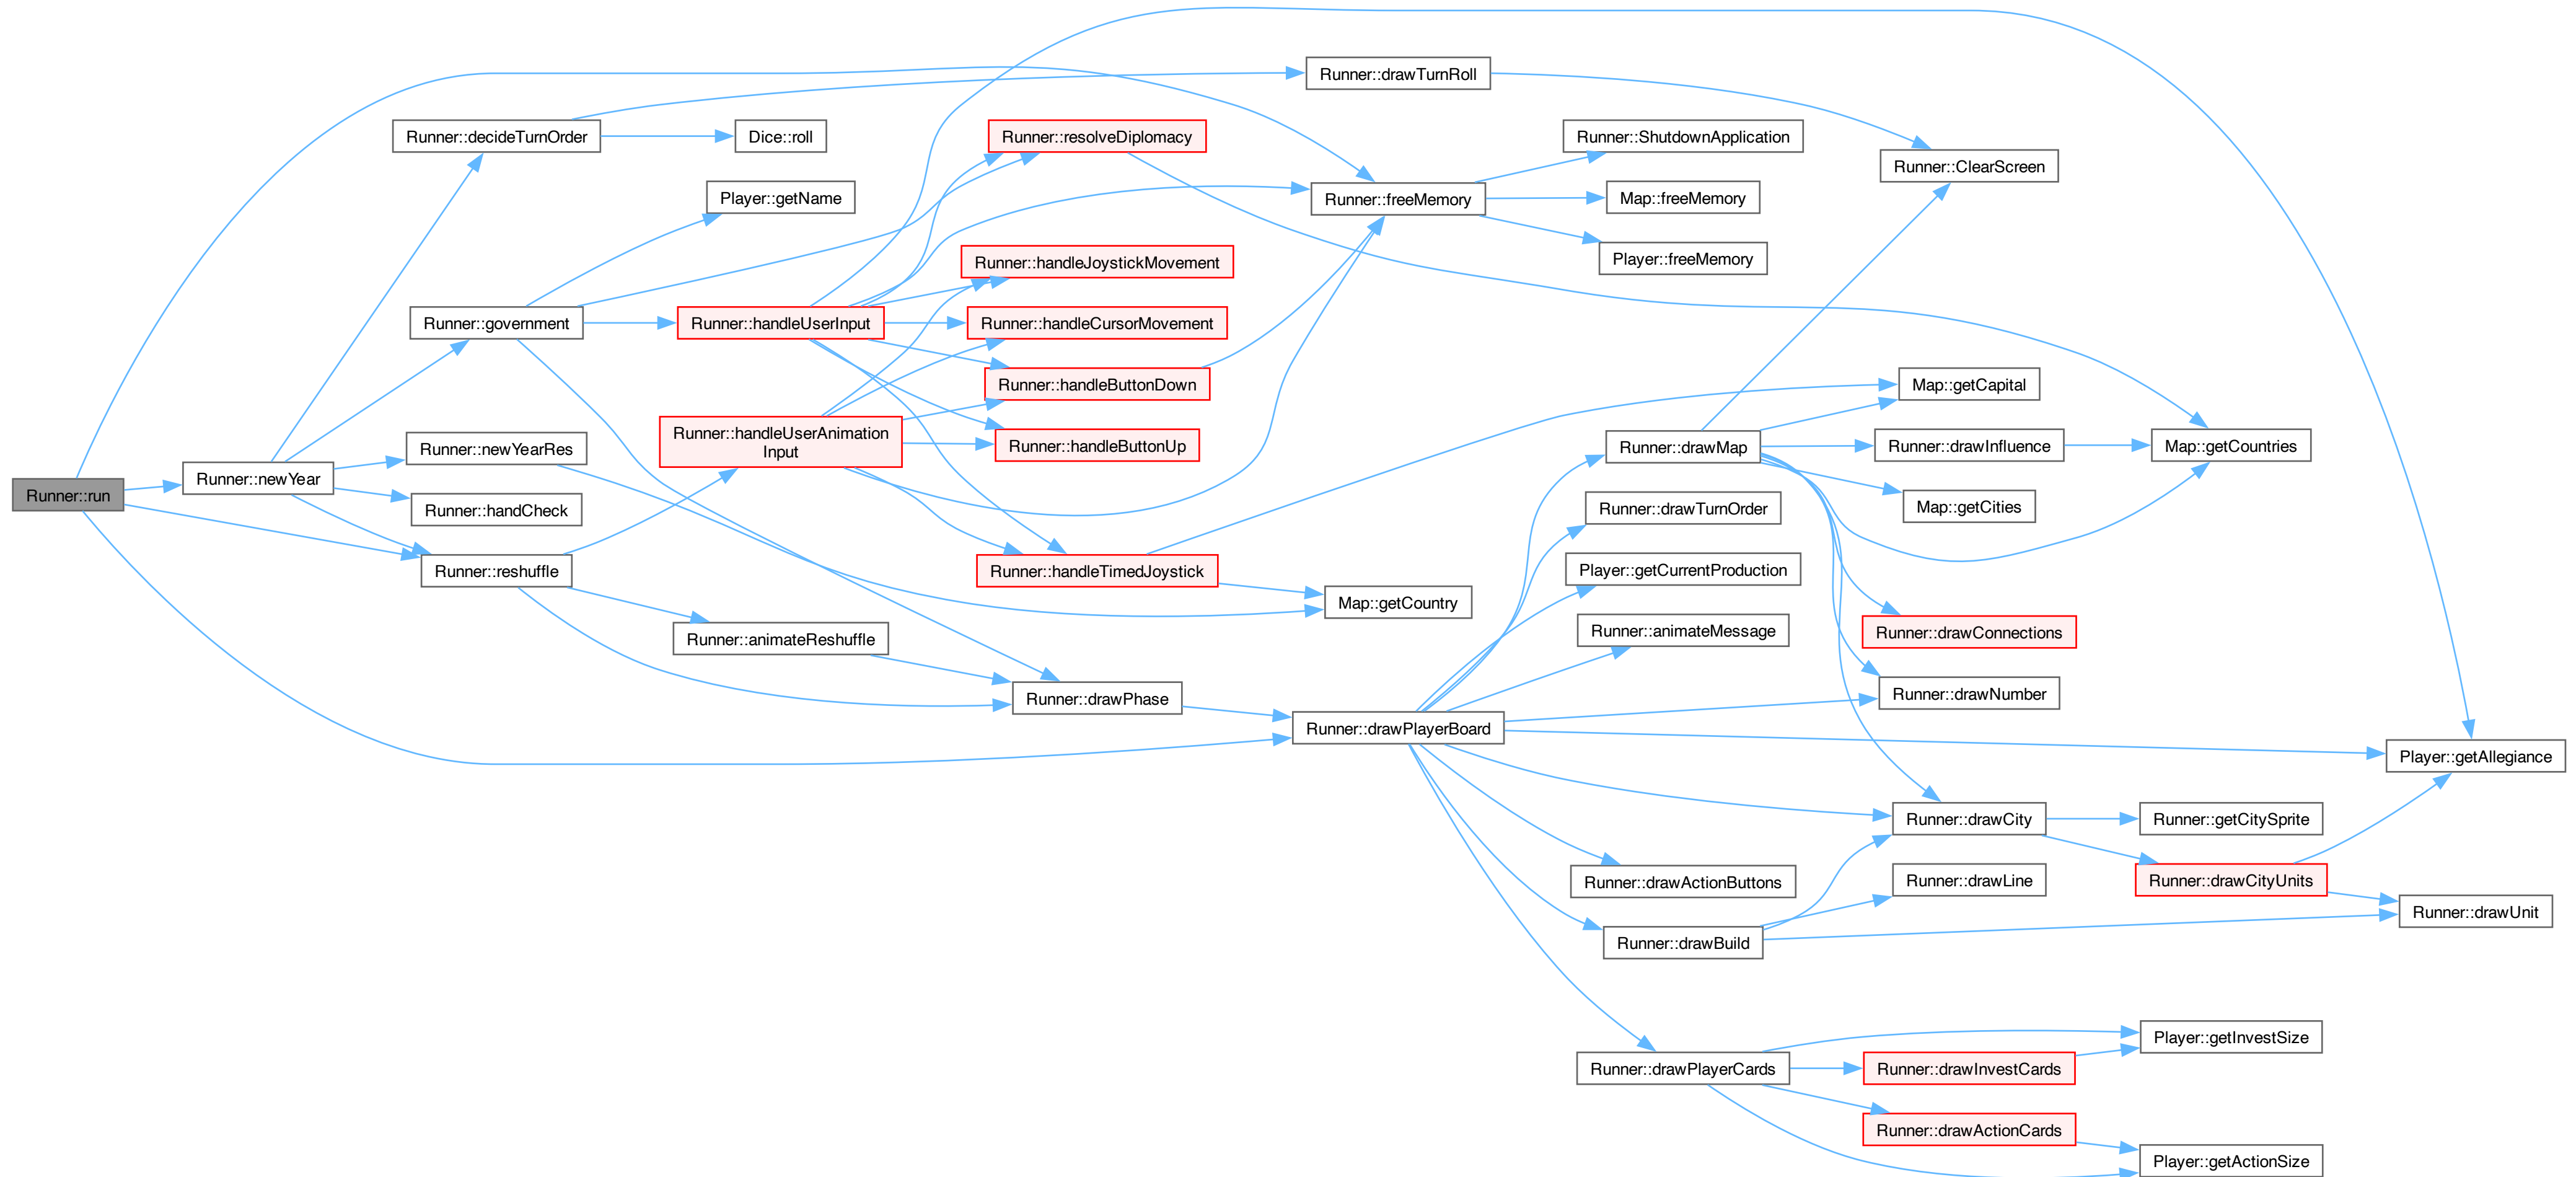 Runner::run
Runner::newYear
Runner::decideTurnOrder
Runner::government
Runner::newYearRes
Runner::handCheck
Runner::reshuffle
Dice::roll
Player::getName
Runner::handleUserInput
Runner::handleUserAnimation
Input
Runner::animateReshuffle
Runner::resolveDiplomacy
Runner::handleJoystickMovement
Runner::handleCursorMovement
Runner::handleButtonDown
Runner::handleButtonUp
Runner::handleTimedJoystick
Runner::drawPhase
Runner::drawTurnRoll
Runner::freeMemory
Map::getCountry
Runner::drawPlayerBoard
Runner::ShutdownApplication
Map::freeMemory
Player::freeMemory
Runner::drawMap
Runner::drawTurnOrder
Player::getCurrentProduction
Runner::animateMessage
Runner::drawActionButtons
Runner::drawBuild
Runner::drawPlayerCards
Runner::ClearScreen
Map::getCapital
Runner::drawInfluence
Map::getCities
Runner::drawConnections
Runner::drawNumber
Runner::drawCity
Runner::drawLine
Runner::drawInvestCards
Runner::drawActionCards
Map::getCountries
Runner::getCitySprite
Runner::drawCityUnits
Player::getInvestSize
Player::getActionSize
Player::getAllegiance
Runner::drawUnit